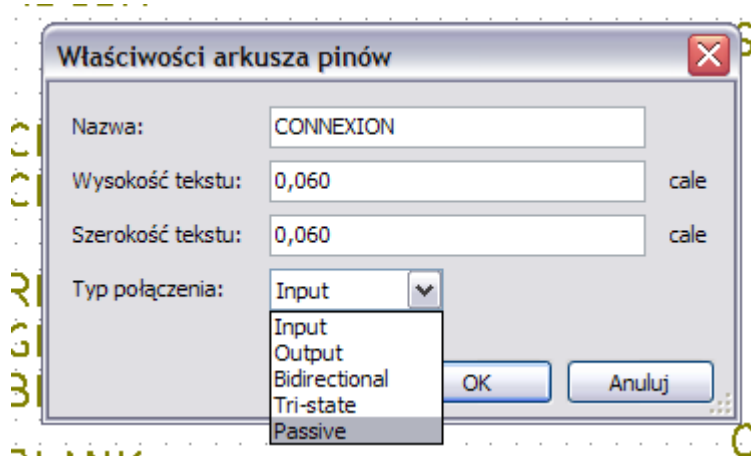 Właściwości arkusza pinów
Nazwa: CONNEXION
Wysokość tekstu: 0,060 cale
Szerokość tekstu: 0,060 cale
Typ połączenia: Input
Input
Output
Bidirectional
Tri-state
Passive
OK Anuluj